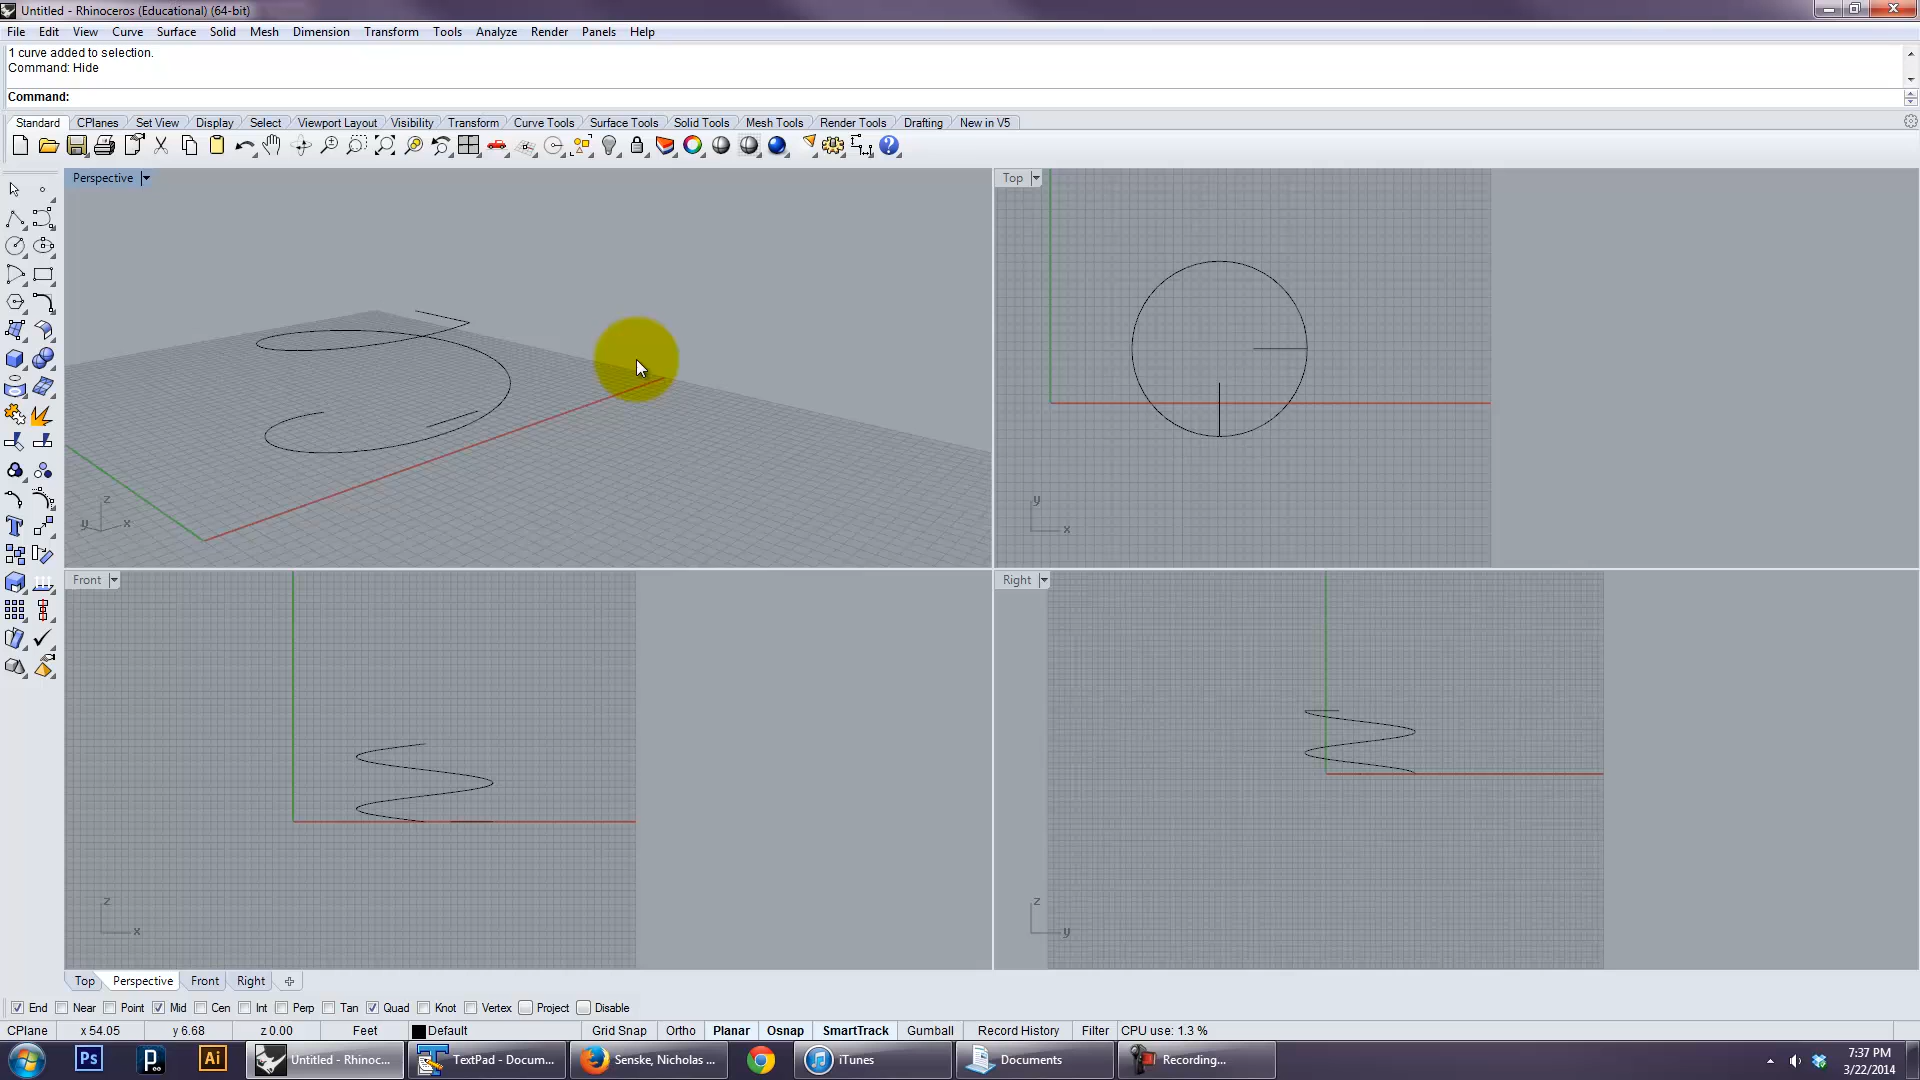 Untitled - Rhinoceros (Educational) (64-bit)
File Edit View Curve Surface Solid Mesh Dimension Transform Tools Analyze Render Panels Help
1 curve added to selection.
Command: Hide
Command:
Standard CPlanes Set View Display Select Viewport Layout Visibility Transform Curve Tools Surface Tools Solid Tools Mesh Tools Render Tools Drafting New in V5
Perspective
Top
z
y x
y
x
Front
Right
z
x
z
y
Top Perspective Front Right
End Near Point Mid Cen Int Perp Tan Quad Knot Vertex Project Disable
CPlane x 54.05 y 6.68 z 0.00 Feet Default Grid Snap Ortho Planar Osnap SmartTrack Gumball Record History Filter CPU use: 1.3 %
Ps p Ai Untitled - Rhinoc... TextPad - Docum... Senske, Nicholas ... iTunes Documents Recording...
7:37 PM
3/22/2014